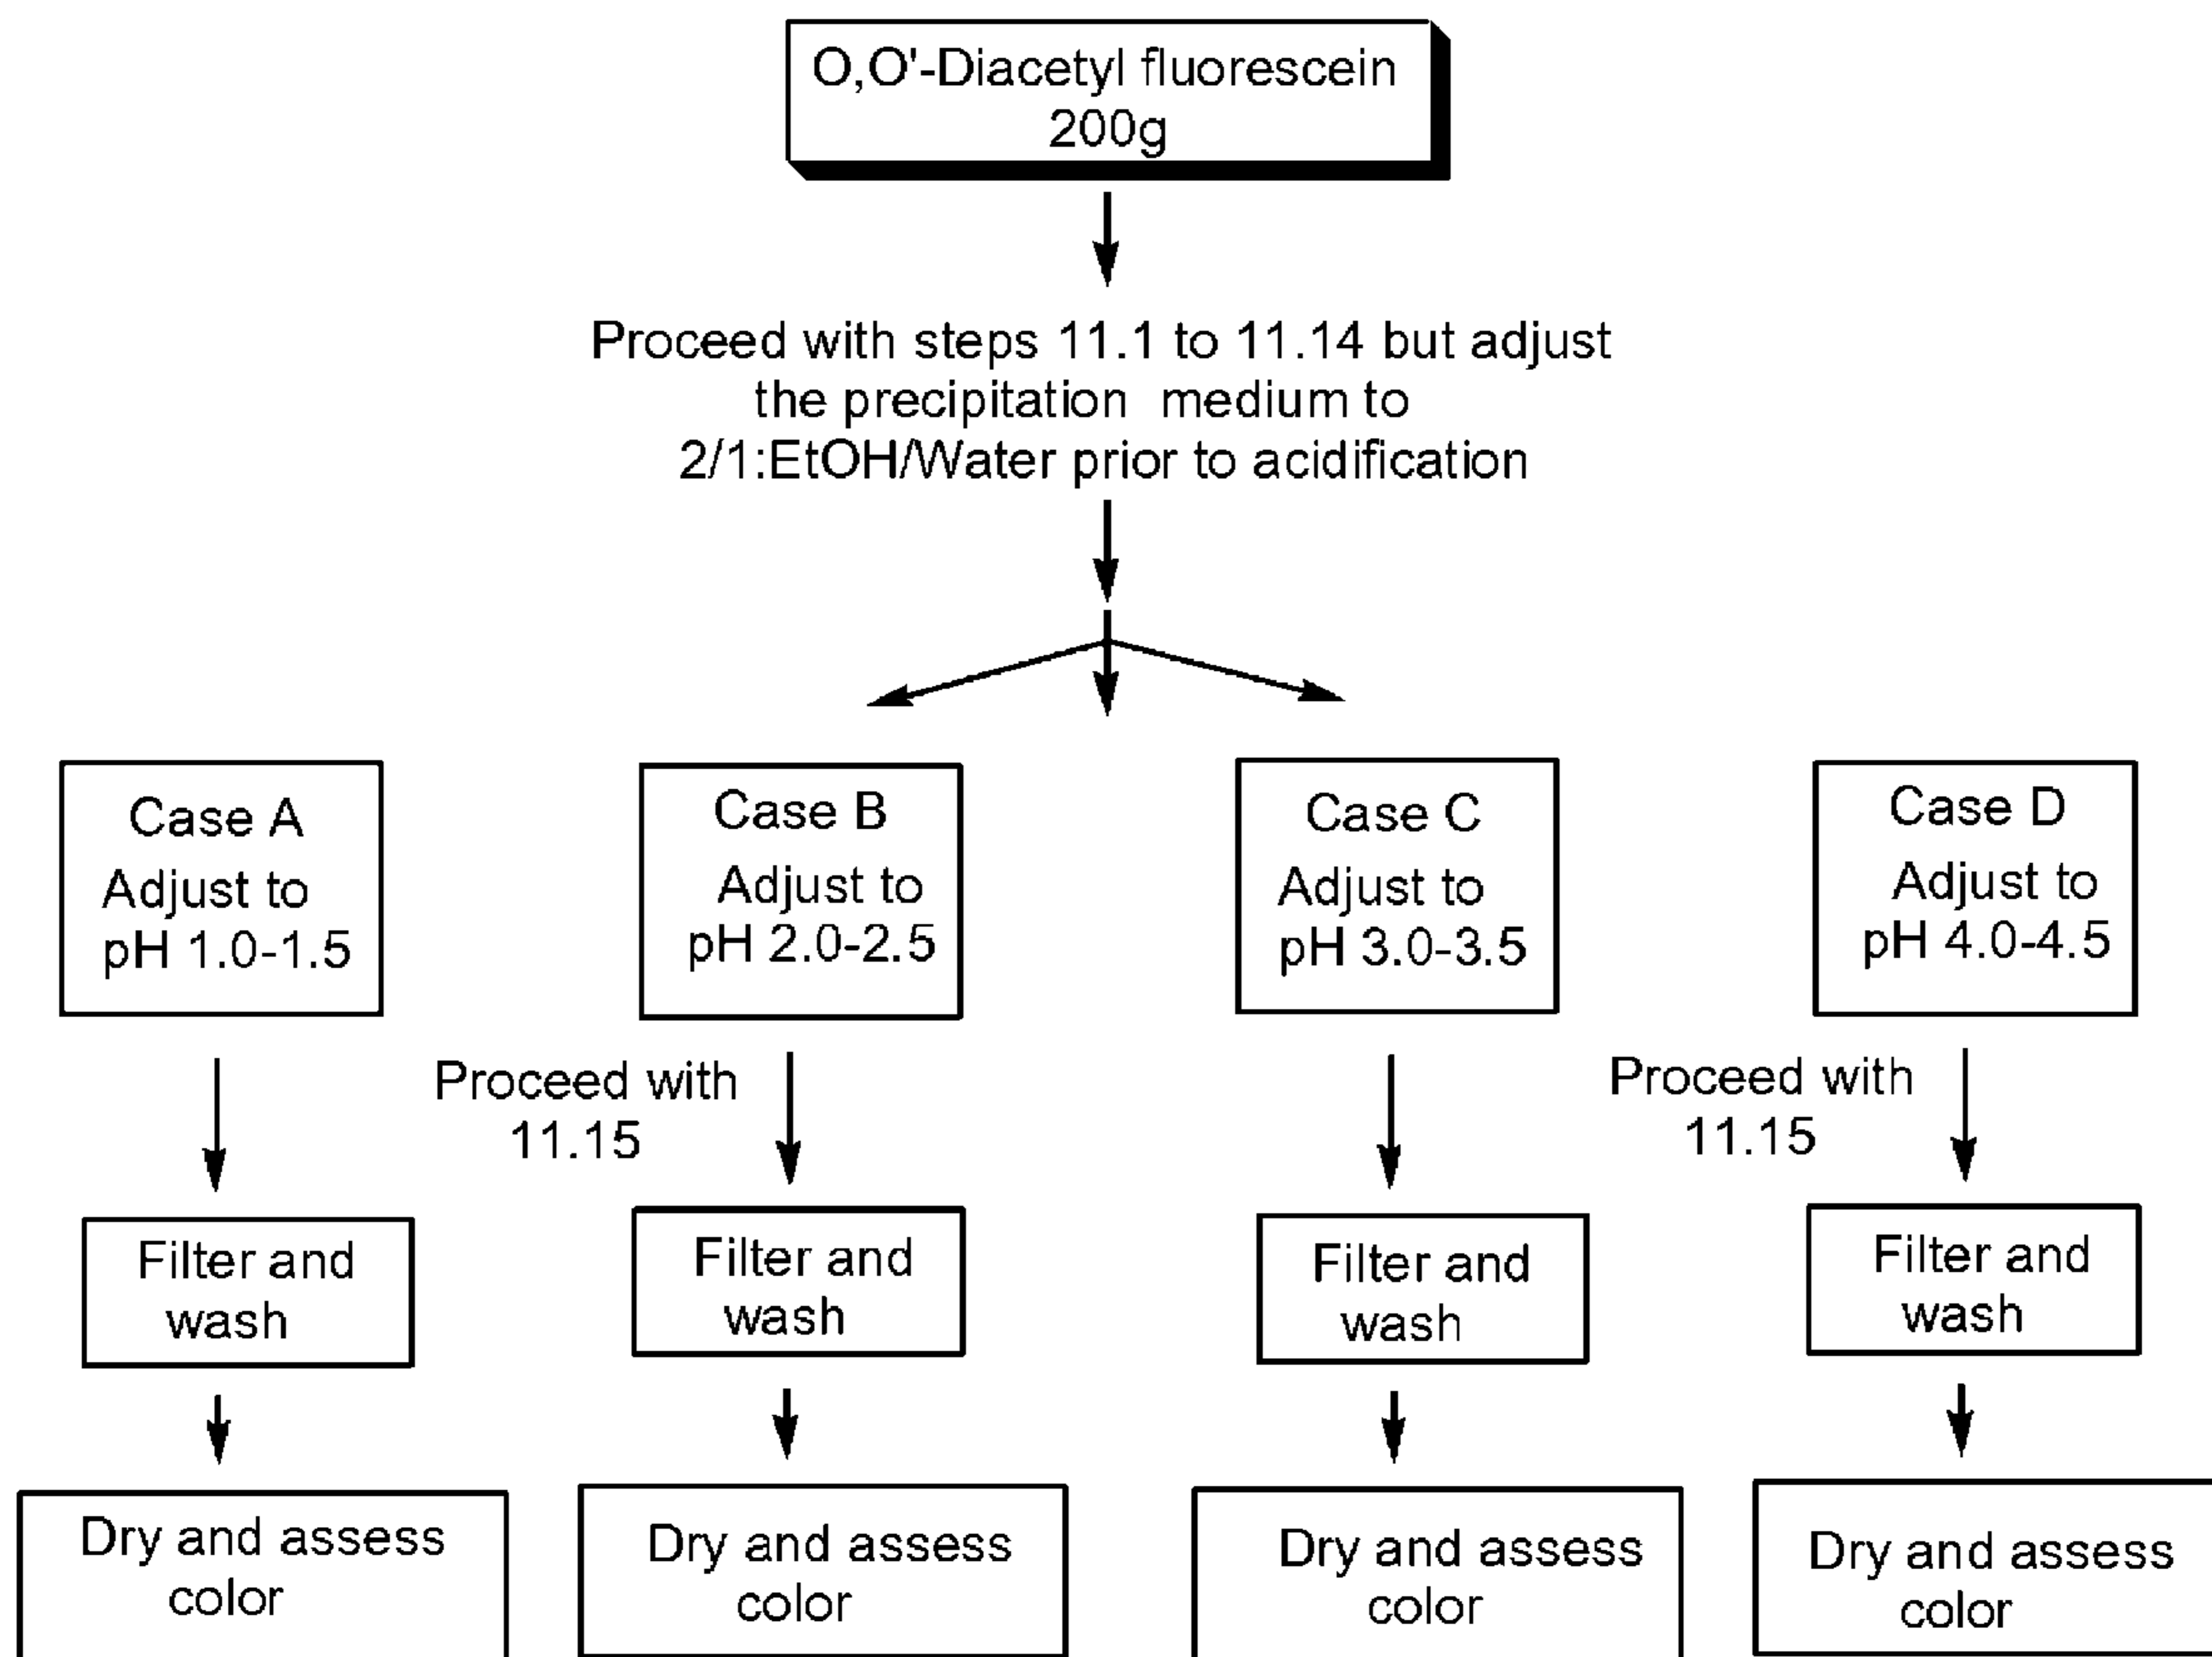 O,O'-Diacetyl fluorescein
200g
Proceed with steps 11.1 to 11.14 but adjust
the precipitation medium to
2/1:EtOH/Water prior to acidification
Case A
Adjust to
pH 1.0-1.5
Case B
Adjust to
pH 2.0-2.5
Case C
Adjust to
pH 3.0-3.5
Case D
Adjust to
pH 4.0-4.5
Proceed with
11.15
Proceed with
11.15
Filter and
wash
Filter and
wash
Filter and
wash
Filter and
wash
Dry and assess
color
Dry and assess
color
Dry and assess
color
Dry and assess
color